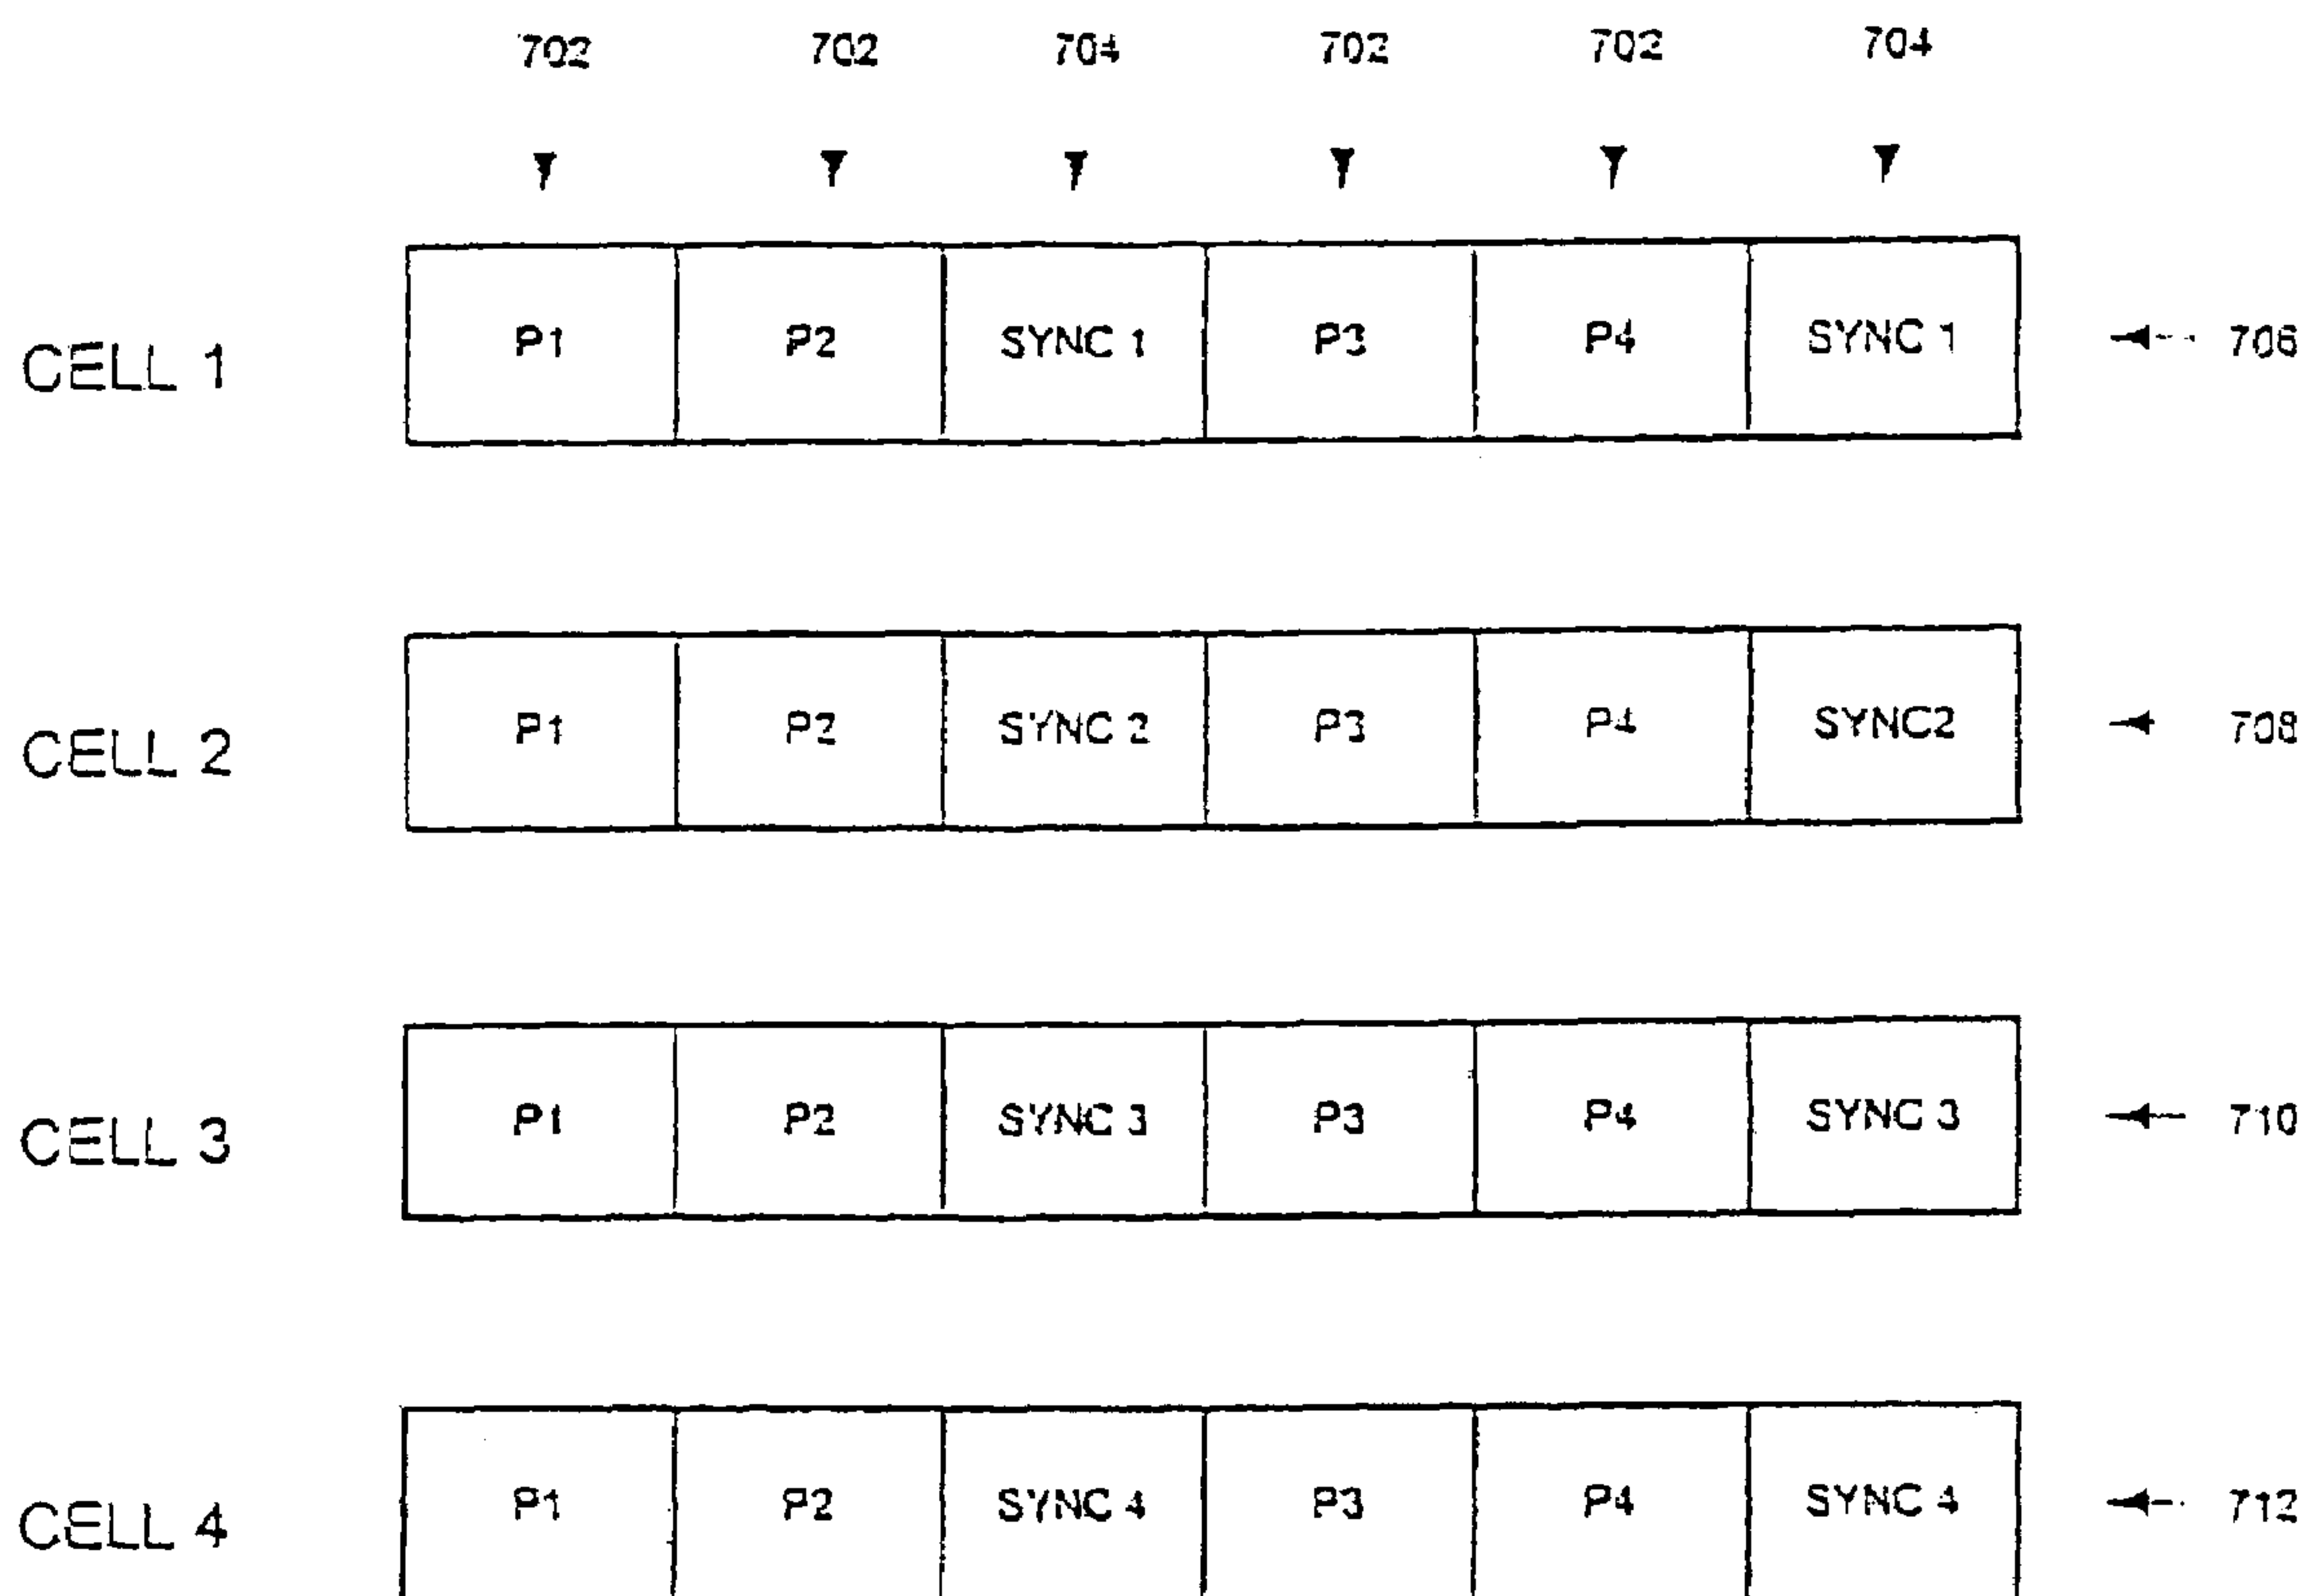 702 702 704 702 702 704
CELL 1 P1 P2 SYNC 1 P3 P4 SYNC 1 706
CELL 2 P1 P2 SYNC 2 P3 P4 SYNC2 708
CELL 3 P1 P2 SYNC 3 P3 P4 SYNC 3 710
CELL 4 P1 P2 SYNC 4 P3 P4 SYNC 4 712